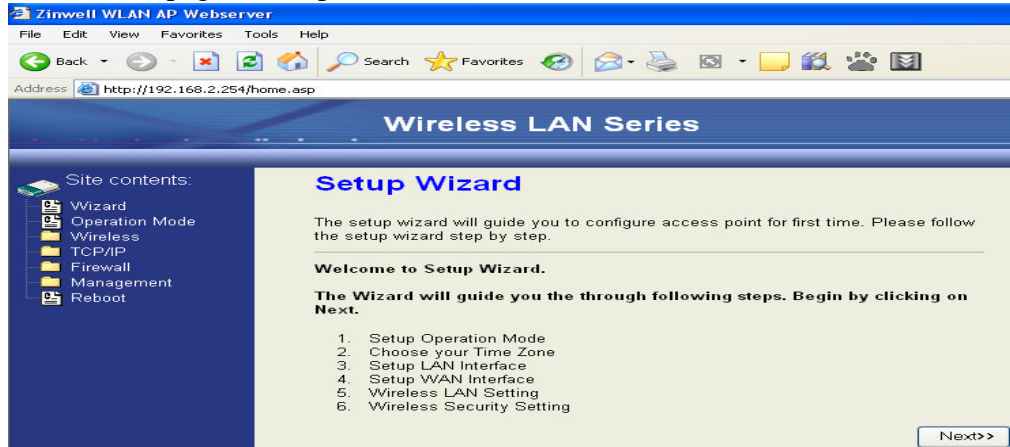 Zinwell WLAN AP Webserver
File Edit View Favorites Tools Help
Back Search Favorites
Address http://192.168.2.254/home.asp
Wireless LAN Series
Site contents:
Wizard
Operation Mode
Wireless
TCP/IP
Firewall
Management
Reboot
Setup Wizard
The setup wizard will guide you to configure access point for first time. Please follow
the setup wizard step by step.
Welcome to Setup Wizard.
The Wizard will guide you the through following steps. Begin by clicking on
Next.
1. Setup Operation Mode
2. Choose your Time Zone
3. Setup LAN Interface
4. Setup WAN Interface
5. Wireless LAN Setting
6. Wireless Security Setting
Next>>